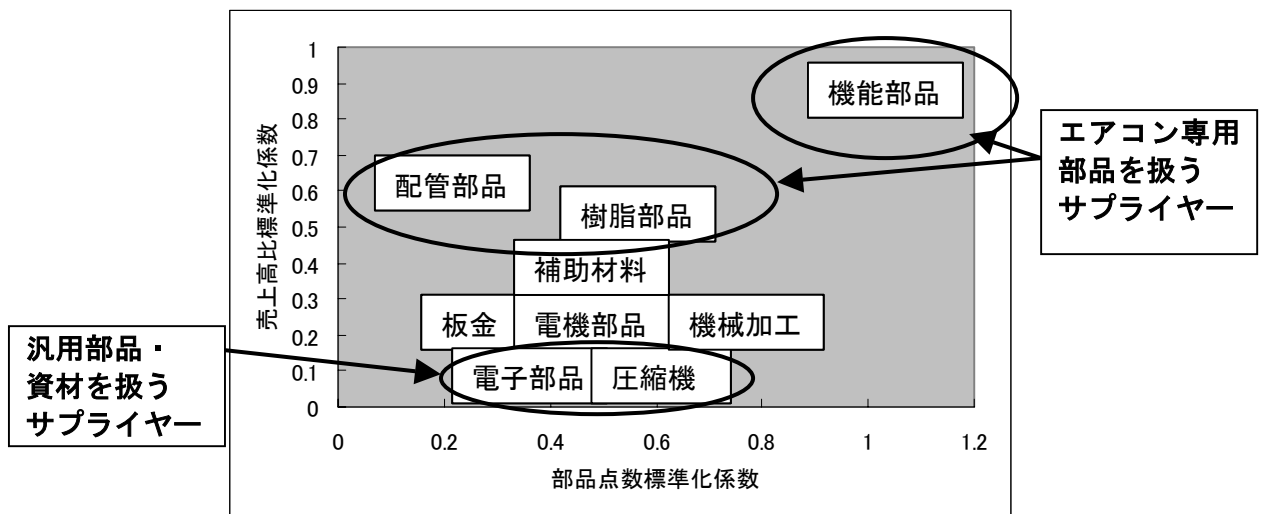 1
0.9
0.8
0.7
0.6
0.5
0.4
0.3
0.2
0.1
0
売上高比標準化係数
機能部品
配管部品
樹脂部品
補助材料
板金
電機部品
機械加工
電子部品
圧縮機
0
0.2
0.4
0.6
0.8
1
1.2
部品点数標準化係数
エアコン専用
部品を扱う
サプライヤー
汎用部品・
資材を扱う
サプライヤー